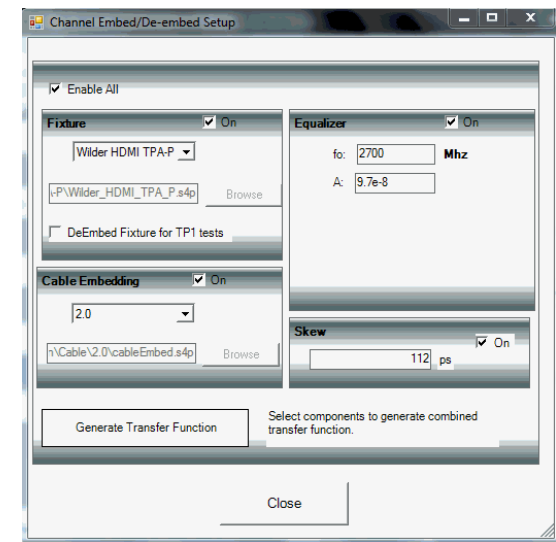 Channel Embed/De-embed Setup
X
Enable All
Fixture
On
Wilder HDMI TPA-P
\-P\Wilder_HDMI_TPA_P.s4p
Browse
DeEmbed Fixture for TP1 tests
Equalizer
On
fo:
2700
Mhz
A:
9.7e-8
Cable Embedding
On
2.0
n\Cable\2.0\cableEmbed.s4p
Browse
Skew
On
112
ps
Generate Transfer Function
Select components to generate combined
transfer function.
Close